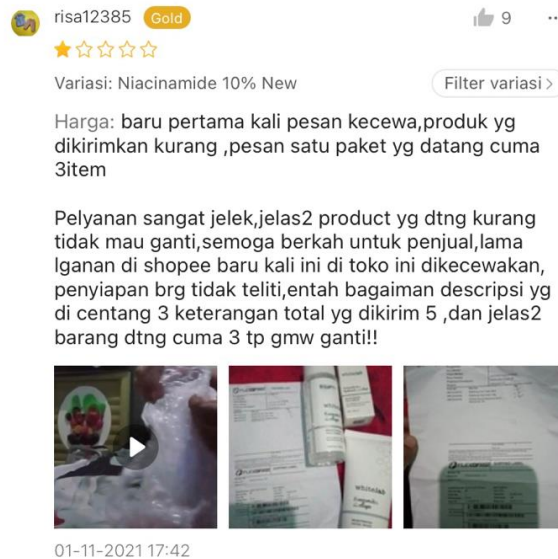 risa12385 Gold 9
Variasi: Niacinamide 10% New Filter variasi >
Harga: baru pertama kali pesan kecewa,produk yg
dikirimkan kurang ,pesan satu paket yg datang cuma
3item
Pelyanan sangat jelek,jelas2 product yg dtng kurang
tidak mau ganti,semoga berkah untuk penjual,lama
lganan di shopee baru kali ini di toko ini dikecewakan,
penyiapan brg tidak teliti,entah bagaiman descripsi yg
di centang 3 keterangan total yg dikirim 5 ,dan jelas2
barang dtng cuma 3 tp gmw ganti!!
whitelab
01-11-2021 17:42